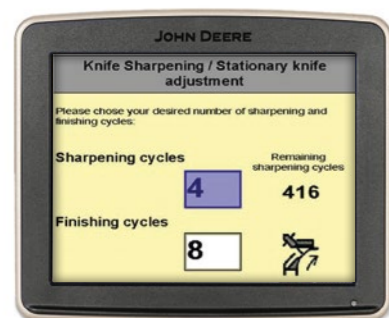 JOHN DEERE
Knife Sharpening / Stationary knife
adjustment
Please chose your desired number of sharpening and
finishing cycles:
Sharpening cycles
Remaining
sharpening cycles
4
416
Finishing cycles
8